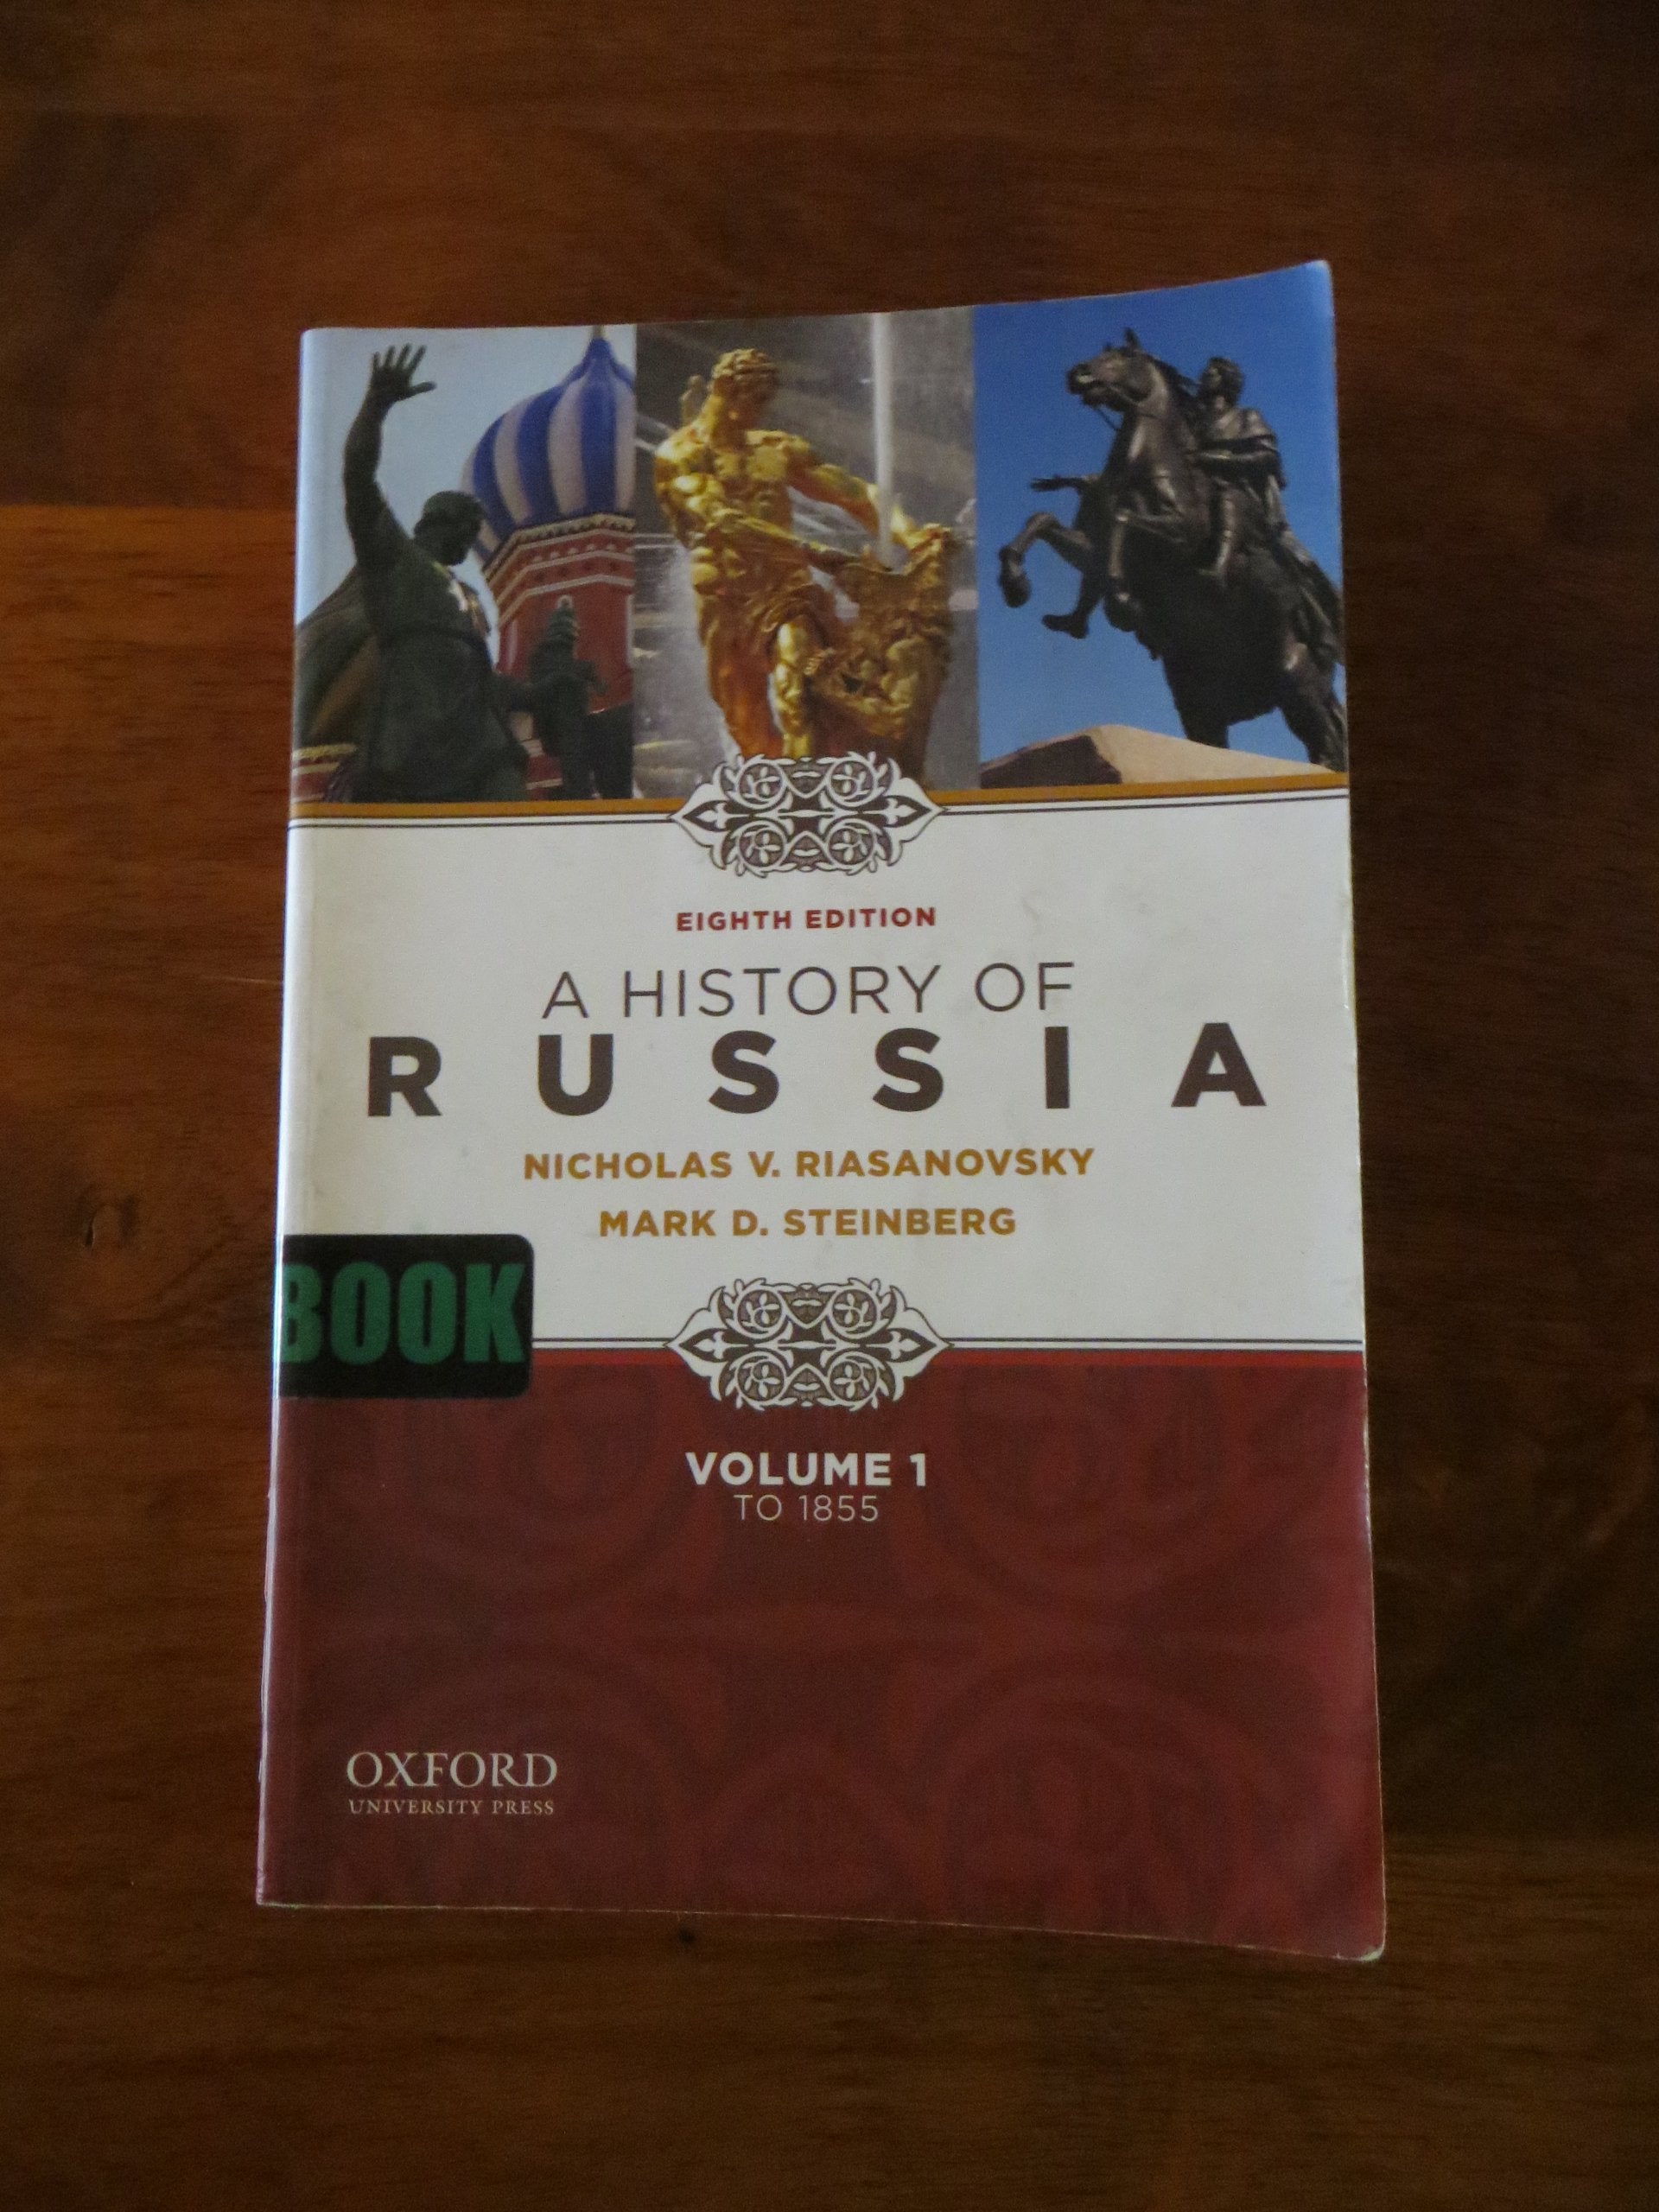 EIGHTH EDITION
A HISTORY OF
RUSSIA
NICHOLAS V. RIASANOVSKY
MARK D. STEINBERG
BOOK
VOLUME 1
TO 1855
OXFORD
UNIVERSITY PRESS